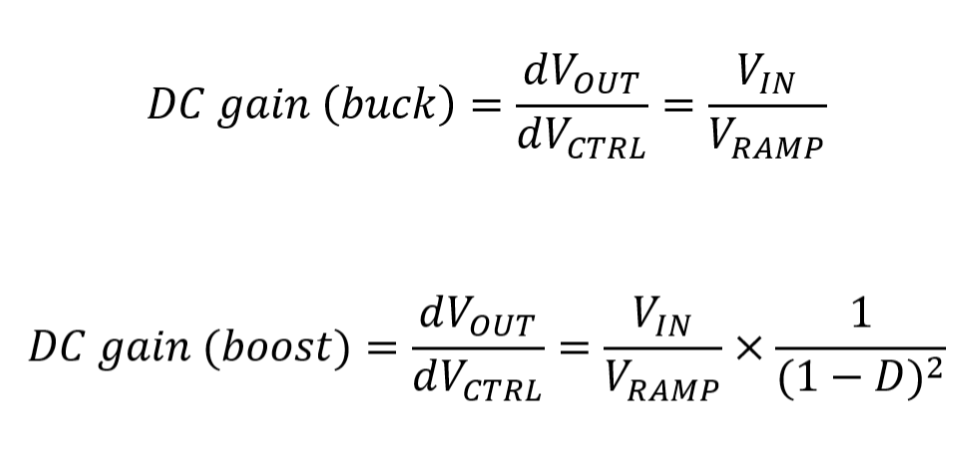 DC gain (buck) = dV_OUT / dV_CTRL = V_IN / V_RAMP
DC gain (boost) = dV_OUT / dV_CTRL = V_IN / V_RAMP × 1 / (1 − D)²